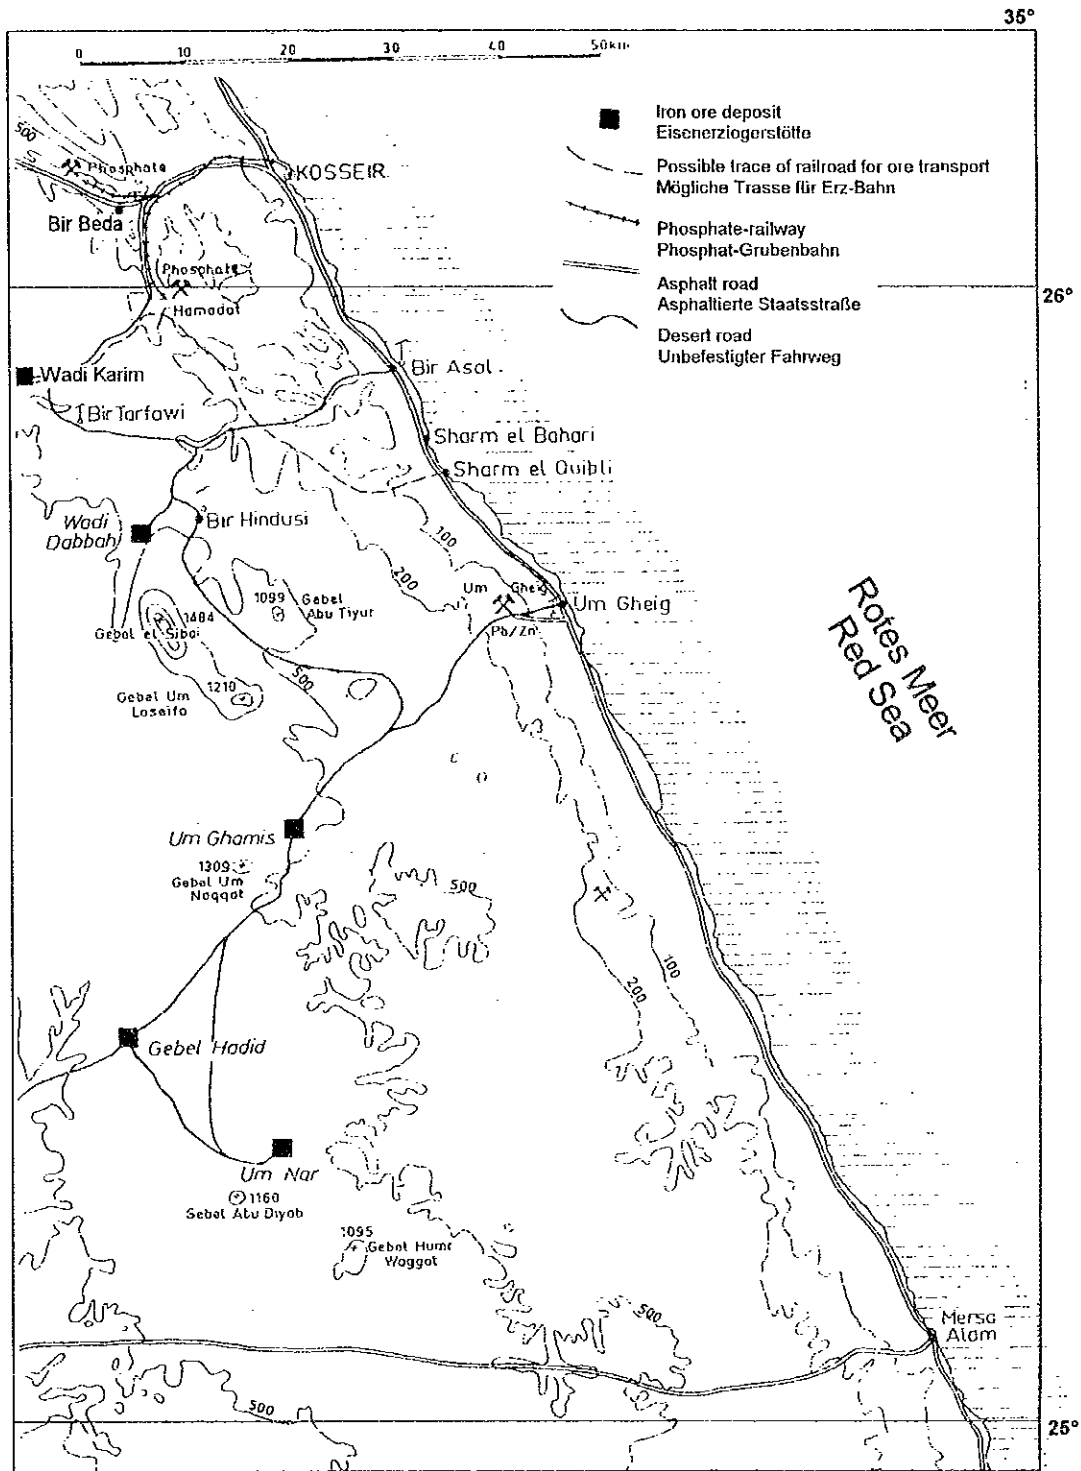 35°
0 10 20 30 40 50km
Iron ore deposit
Eisenerzlagerstätte
Possible trace of railroad for ore transport
Mögliche Trasse für Erz-Bahn
Phosphate-railway
Phosphat-Grubenbahn
Asphalt road
Asphaltierte Staatsstraße
Desert road
Unbefestigter Fahrweg
500
Phosphate
KOSSEIR
Bir Beda
Phosphate
Hamadat
26°
Wadi Karim
Bir Asal
Bir Tarfawi
Sharm el Bahari
Sharm el Quibli
Wadi
Dabbah
Bir Hindusi
100
200
1099
Gebel
Abu Tiyur
Um Gheig
Um Gheig
Pb/Zn
1484
Gebel el-Sibai
500
1210
Gebel Um
Laseifa
Rotes Meer
Red Sea
Um Ghamis
1309
Gebel Um
Naqqat
500
100
200
Gebel Hadid
Um Nar
1160
Gebel Abu Diyab
1095
Gebel Humr
Waggat
500
Mersa
Alam
500
25°